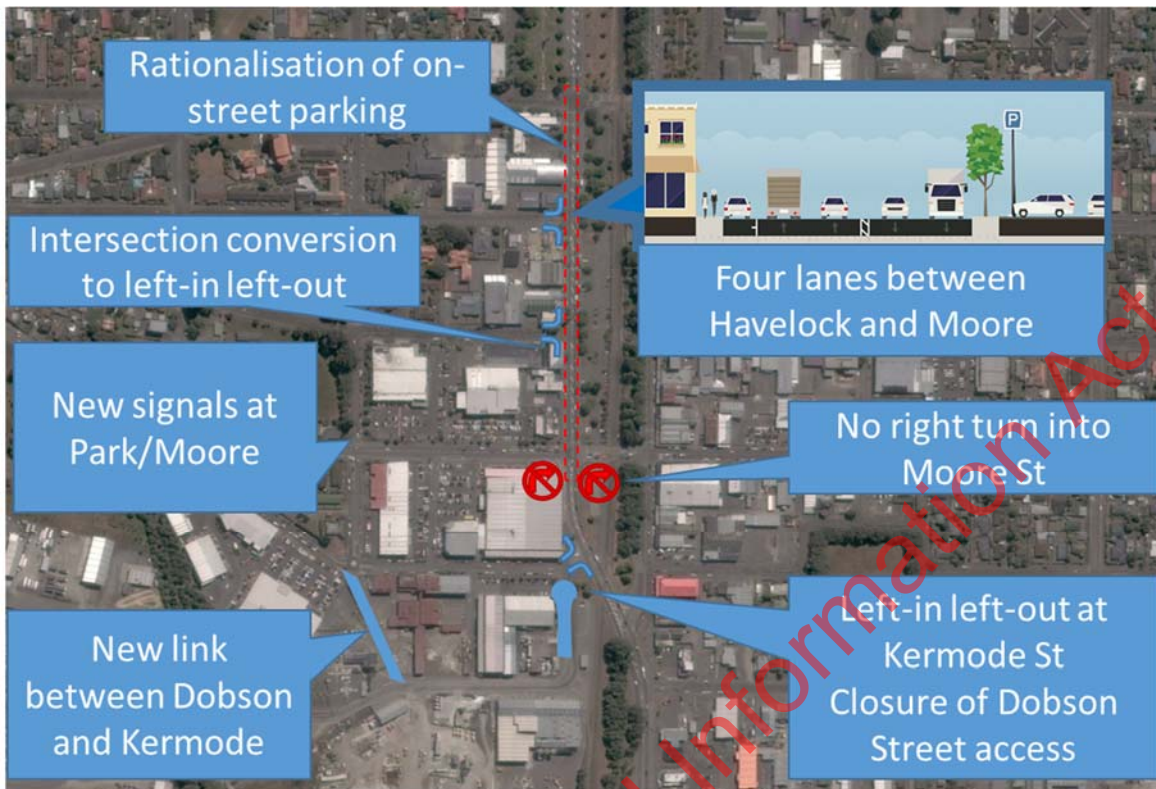 Rationalisation of on-
street parking
P
Intersection conversion
to left-in left-out
Four lanes between
Havelock and Moore
New signals at
Park/Moore
No right turn into
Moore St
New link
between Dobson
and Kermode
Left-in left-out at
Kermode St
Closure of Dobson
Street access
Information Act